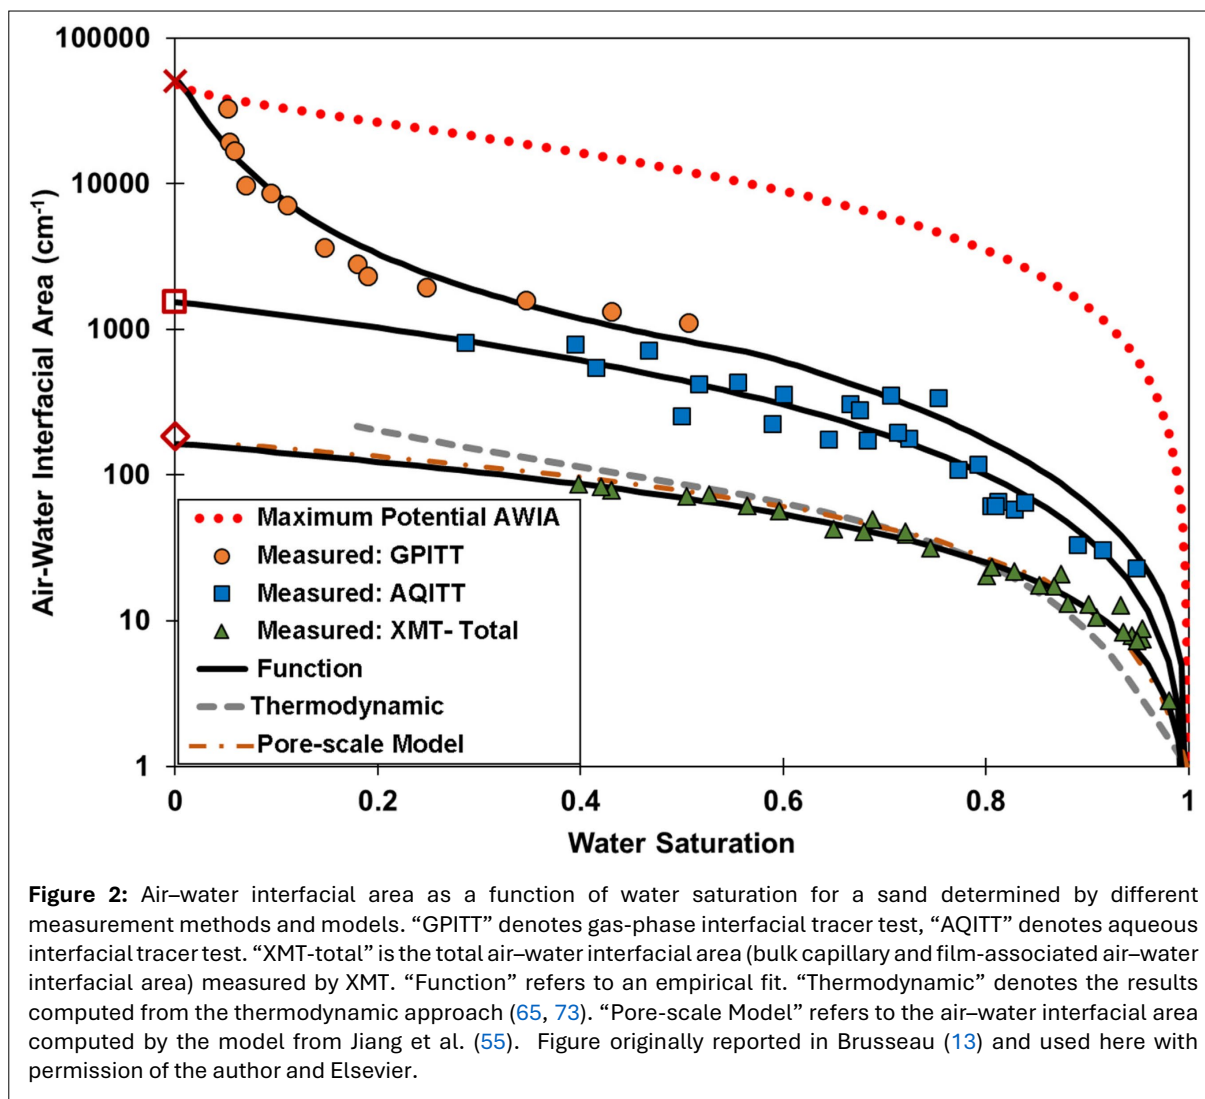 100000
10000
1000
100
10
1
Air-Water Interfacial Area (cm⁻¹)
Maximum Potential AWIA
Measured: GPITT
Measured: AQITT
Measured: XMT- Total
Function
Thermodynamic
Pore-scale Model
0 0.2 0.4 0.6 0.8 1
Water Saturation
Figure 2: Air–water interfacial area as a function of water saturation for a sand determined by different
measurement methods and models. “GPITT” denotes gas-phase interfacial tracer test, “AQITT” denotes aqueous
interfacial tracer test. “XMT-total” is the total air–water interfacial area (bulk capillary and film-associated air–water
interfacial area) measured by XMT. “Function” refers to an empirical fit. “Thermodynamic” denotes the results
computed from the thermodynamic approach (65, 73). “Pore-scale Model” refers to the air–water interfacial area
computed by the model from Jiang et al. (55). Figure originally reported in Brusseau (13) and used here with
permission of the author and Elsevier.